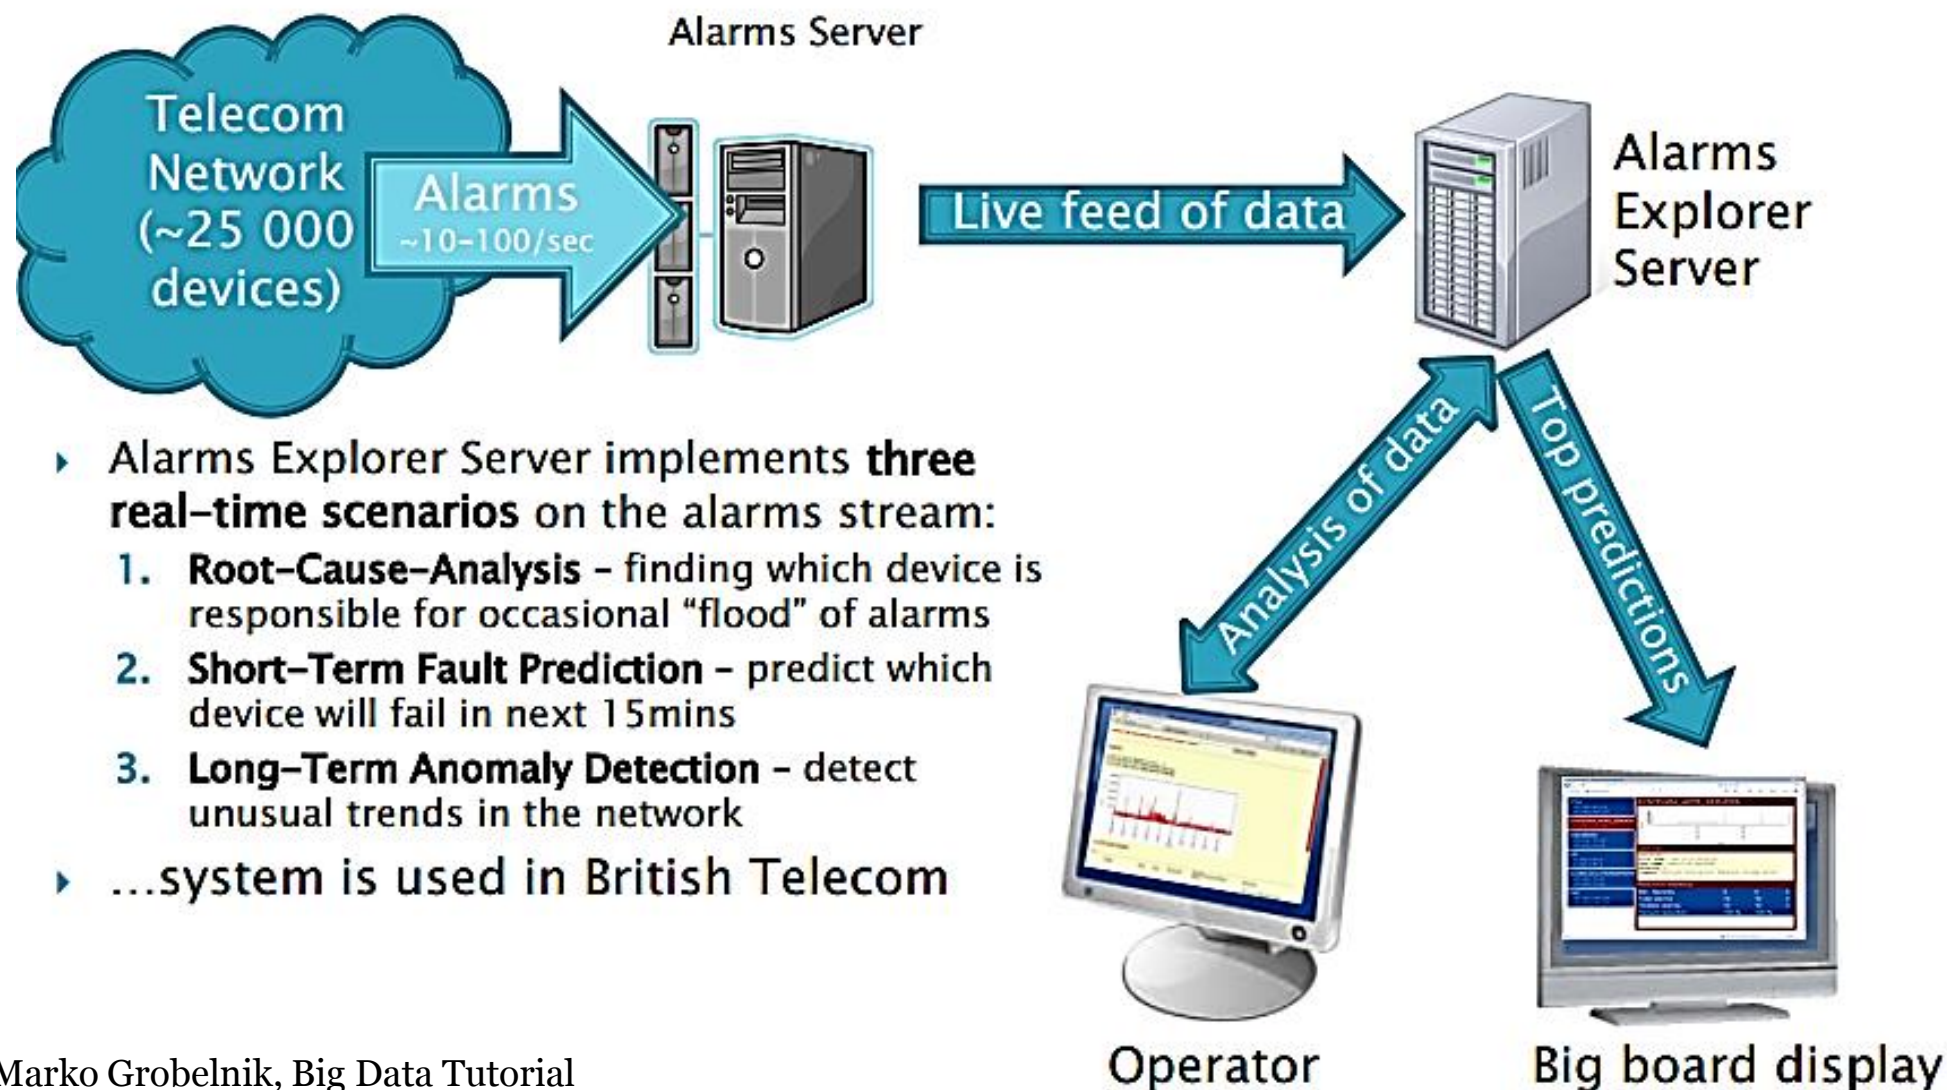 Alarms Server
Telecom
Network
(~25 000
devices)
Alarms
~10-100/sec
Live feed of data
Alarms
Explorer
Server
Analysis of data
Top predictions
Alarms Explorer Server implements three
real-time scenarios on the alarms stream:
1. Root-Cause-Analysis – finding which device is
responsible for occasional “flood” of alarms
2. Short-Term Fault Prediction – predict which
device will fail in next 15mins
3. Long-Term Anomaly Detection – detect
unusual trends in the network
...system is used in British Telecom
Operator
Big board display
Marko Grobelnik, Big Data Tutorial